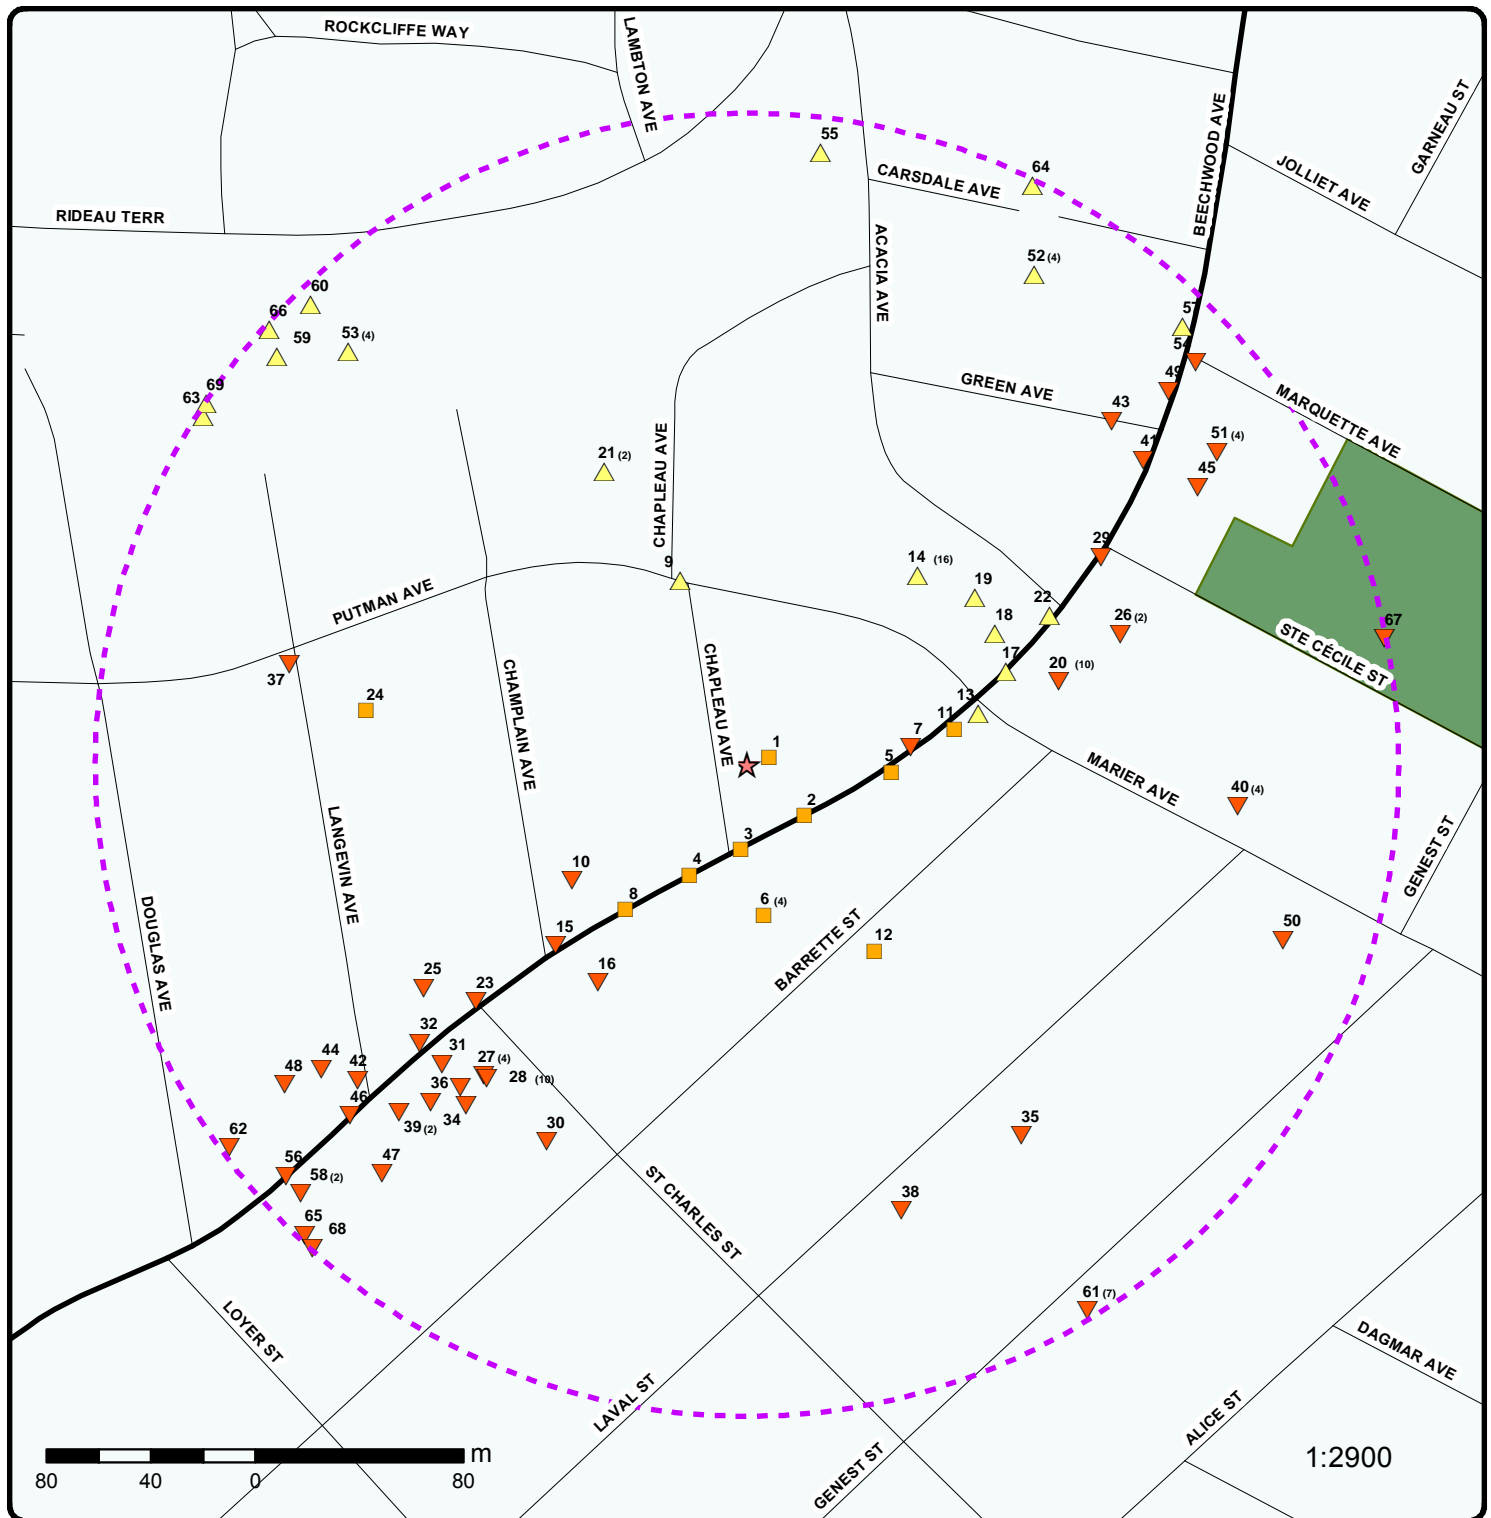 ROCKCLIFFE WAY
LAMBTON AVE
BEECHWOOD AVE
GARNEAU ST
JOLLIET AVE
55
64
CARSDALE AVE
RIDEAU TERR
ACACIA AVE
52 (4)
60
66
59
53 (4)
57
54
49
69
63
GREEN AVE
43
MARQUETTE AVE
41
51 (4)
45
21 (2)
CHAPLEAU AVE
9
29
14 (16)
19
22
18
26 (2)
67
PUTMAN AVE
STE CÉCILE ST
37
17
20 (10)
24
CHAMPLAIN AVE
CHAPLEAU AVE
13
11
7
1
5
MARIER AVE
40 (4)
2
3
LANGEVIN AVE
GENEST ST
4
10
8
6 (4)
DOUGLAS AVE
15
12
50
BARRETTE ST
16
25
23
32
31
27 (4)
28 (10)
44
42
48
36
46
39 (2)
34
30
35
62
47
56
58 (2)
ST CHARLES ST
38
65
68
61 (7)
LOYER ST
DAGMAR AVE
LAVAL ST
ALICE ST
GENEST ST
m
80
40
0
80
1:2900